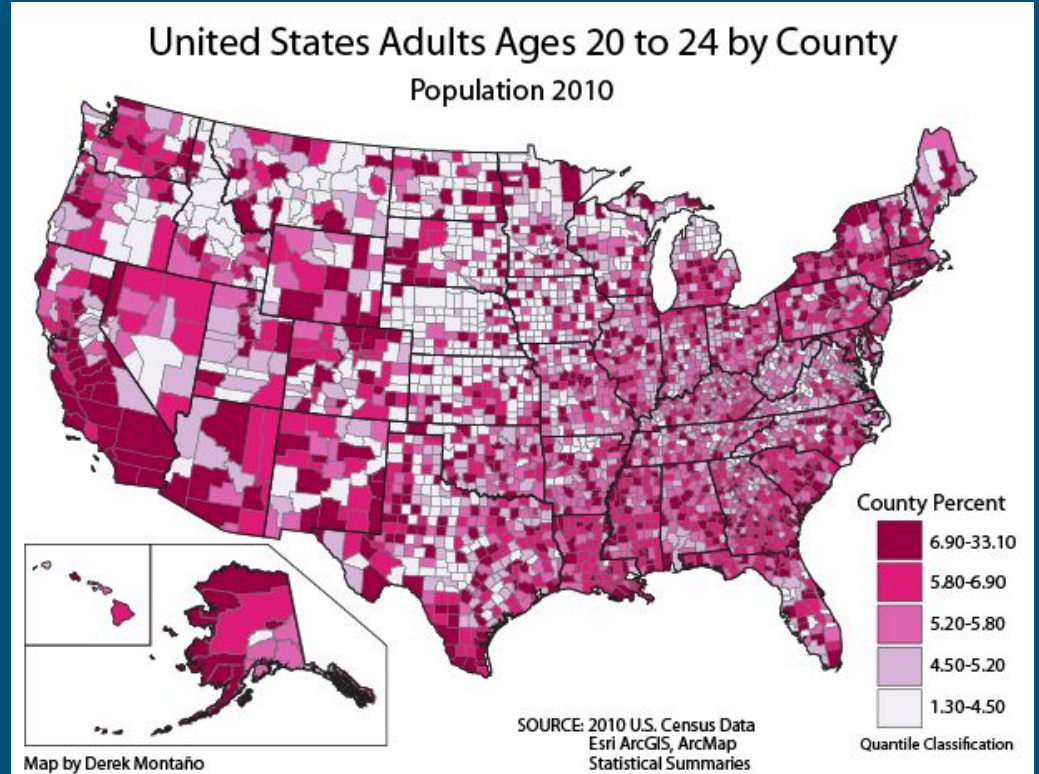 United States Adults Ages 20 to 24 by County
Population 2010
County Percent
6.90-33.10
5.80-6.90
5.20-5.80
4.50-5.20
1.30-4.50
Quantile Classification
SOURCE: 2010 U.S. Census Data
Esri ArcGIS, ArcMap
Statistical Summaries
Map by Derek Montaño